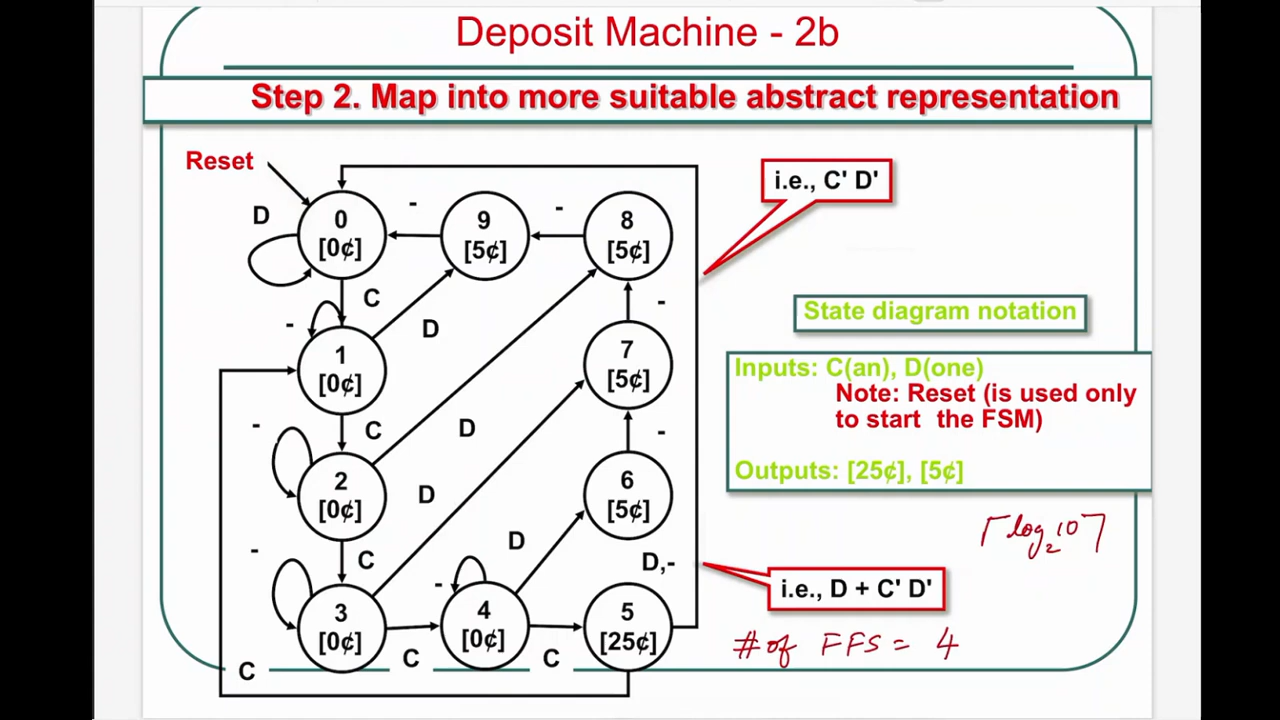 Deposit Machine - 2b
Step 2. Map into more suitable abstract representation
Reset
i.e., C' D'
D
0
[0¢]
-
9
[5¢]
-
8
[5¢]
C
-
D
-
State diagram notation
1
[0¢]
7
[5¢]
Inputs: C(an), D(one)
Note: Reset (is used only
to start the FSM)
-
C
D
-
2
[0¢]
D
6
[5¢]
Outputs: [25¢], [5¢]
⌈log₂10⌉
-
C
D
D,-
-
i.e., D + C' D'
3
[0¢]
4
[0¢]
5
[25¢]
C
C
C
# of FFS = 4